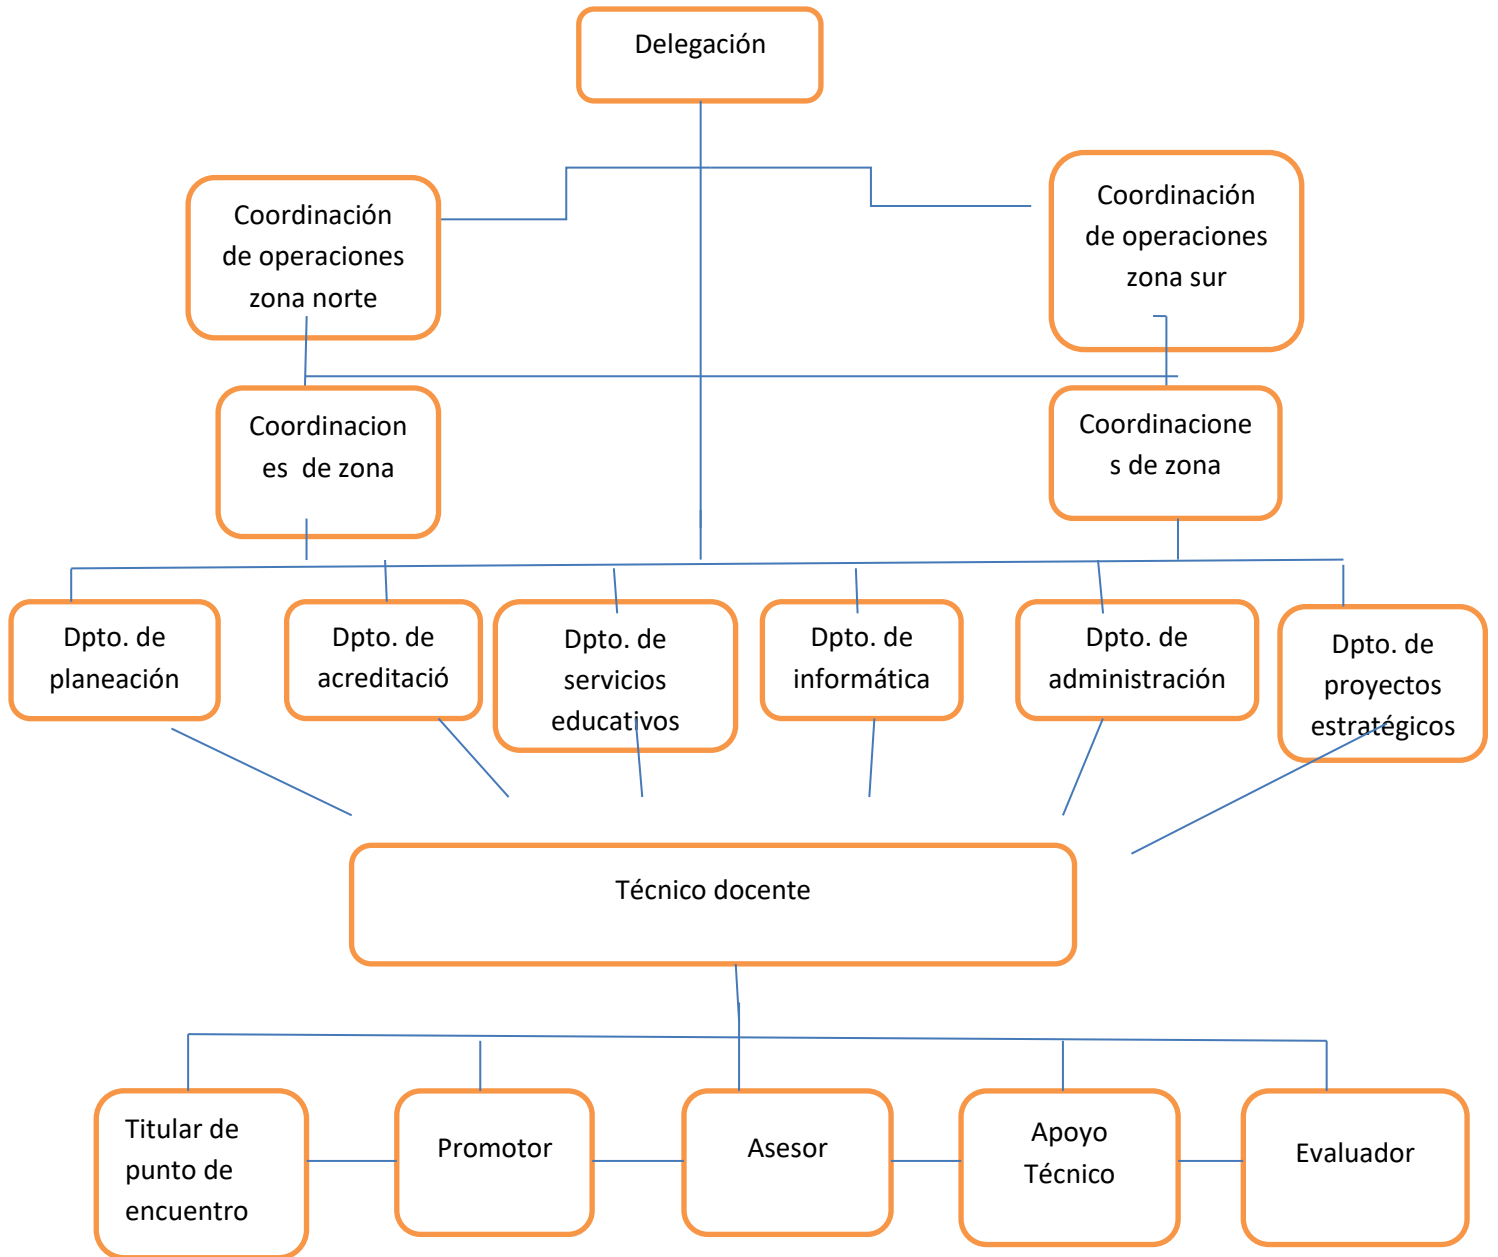 Delegación
Coordinación
de operaciones
zona norte
Coordinación
de operaciones
zona sur
Coordinacion
es  de zona
Coordinacione
s de zona
Dpto. de
planeación
Dpto. de
acreditació
Dpto. de
servicios
educativos
Dpto. de
informática
Dpto. de
administración
Dpto. de
proyectos
estratégicos
Técnico docente
Titular de
punto de
encuentro
Promotor
Asesor
Apoyo
Técnico
Evaluador